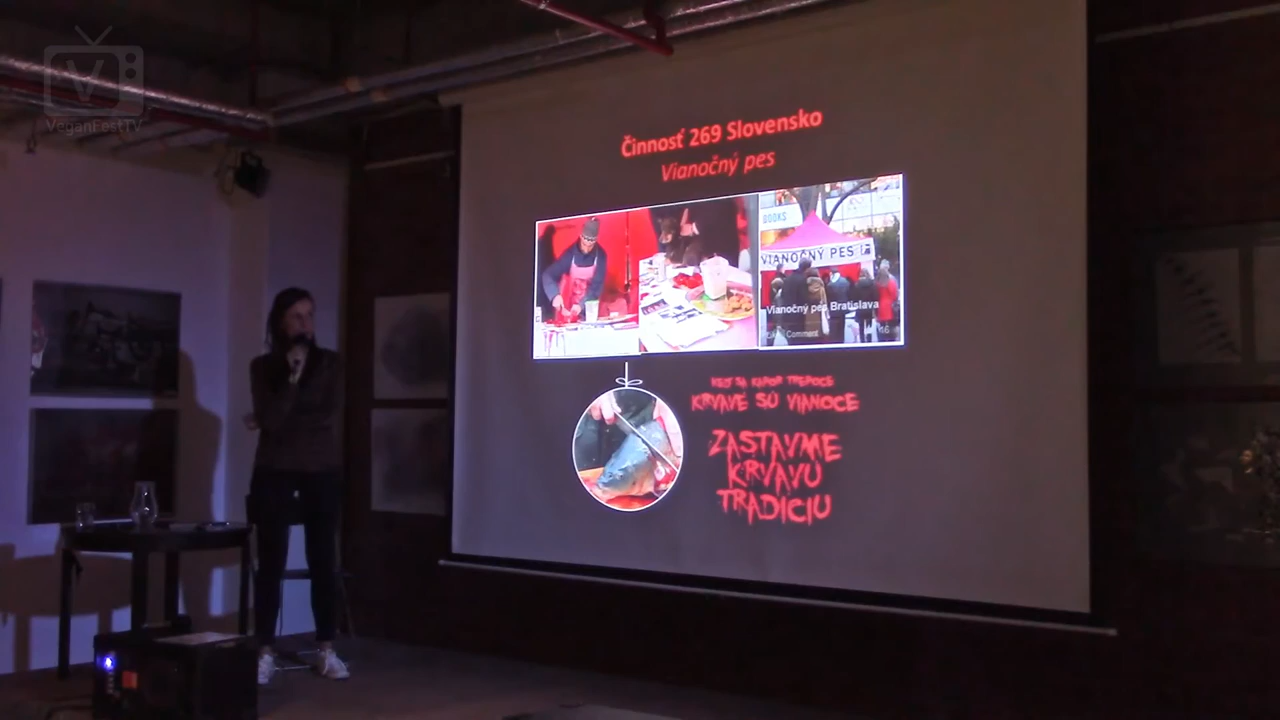 V
VeganFestTV
Činnosť 269 Slovensko
Vianočný pes
BOOKS
VIANOČNÝ PES
Vianočný pes Bratislava
Comment
16
KEĎ SA KAPOR TREPOCE
KRVAVÉ SÚ VIANOCE
ZASTAVME
KRVAVÚ
TRADÍCIU